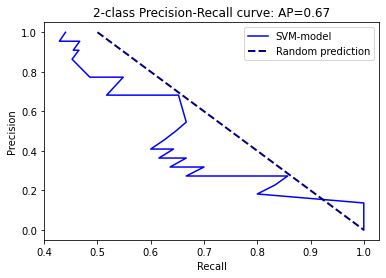 2-class Precision-Recall curve: AP=0.67
SVM-model
Random prediction
Precision
1.0
0.8
0.6
0.4
0.2
0.0
0.4 0.5 0.6 0.7 0.8 0.9 1.0
Recall